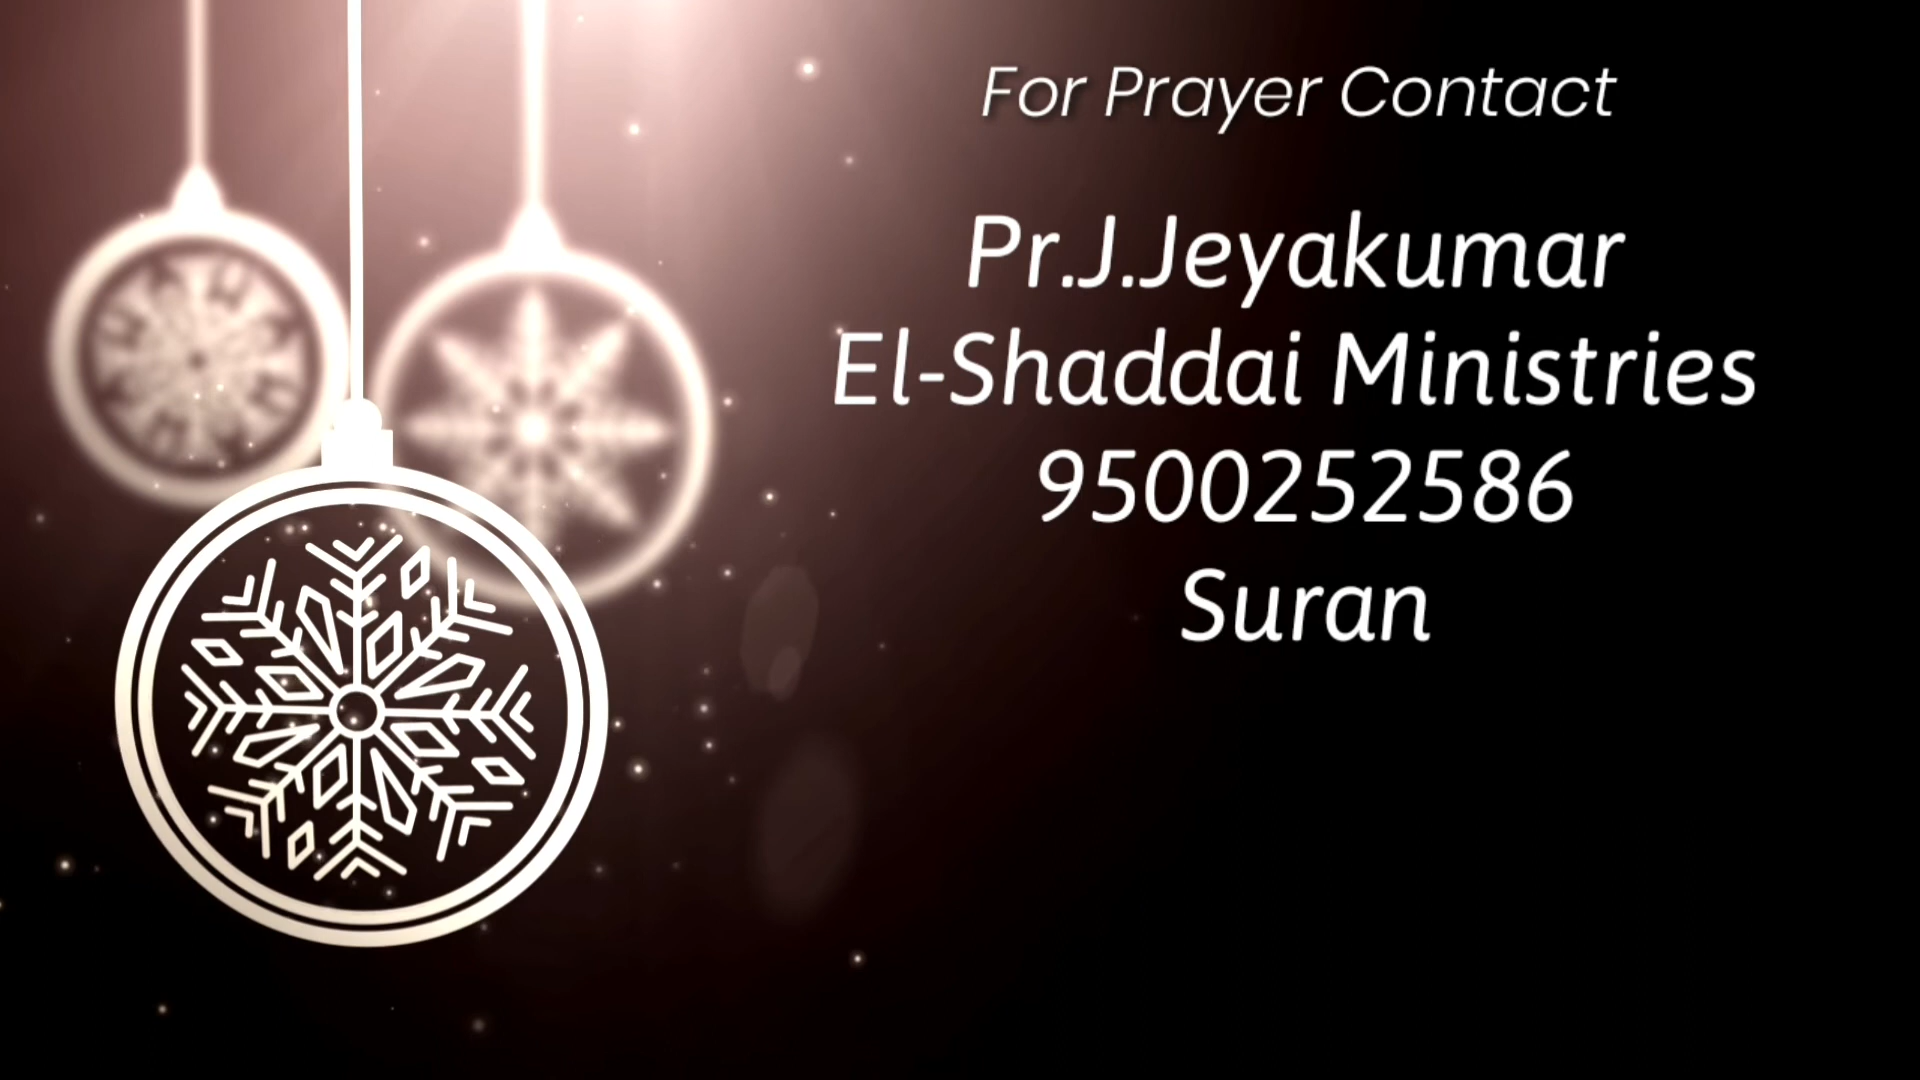 For Prayer Contact
Pr.J.Jeyakumar
El-Shaddai Ministries
9500252586
Suran